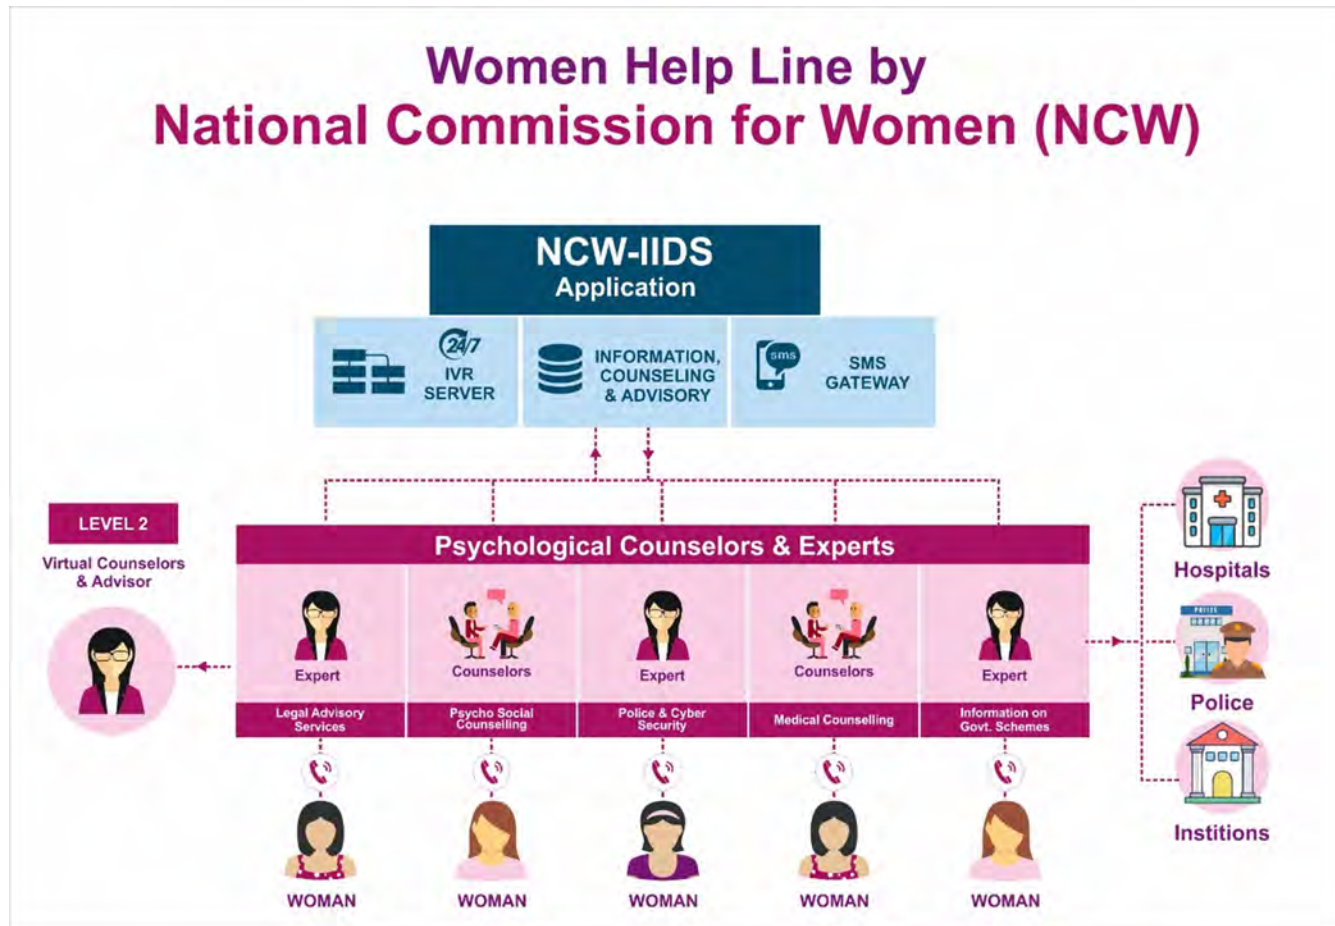 Women Help Line by
National Commission for Women (NCW)
NCW-IIDS
Application
24/7
IVR
SERVER
INFORMATION,
COUNSELING
& ADVISORY
sms
SMS
GATEWAY
LEVEL 2
Virtual Counselors
& Advisor
Psychological Counselors & Experts
Expert
Counselors
Expert
Counselors
Expert
Legal Advisory
Services
Psycho Social
Counselling
Police & Cyber
Security
Medical Counselling
Information on
Govt. Schemes
WOMAN
WOMAN
WOMAN
WOMAN
WOMAN
Hospitals
POLICE
Police
Institions